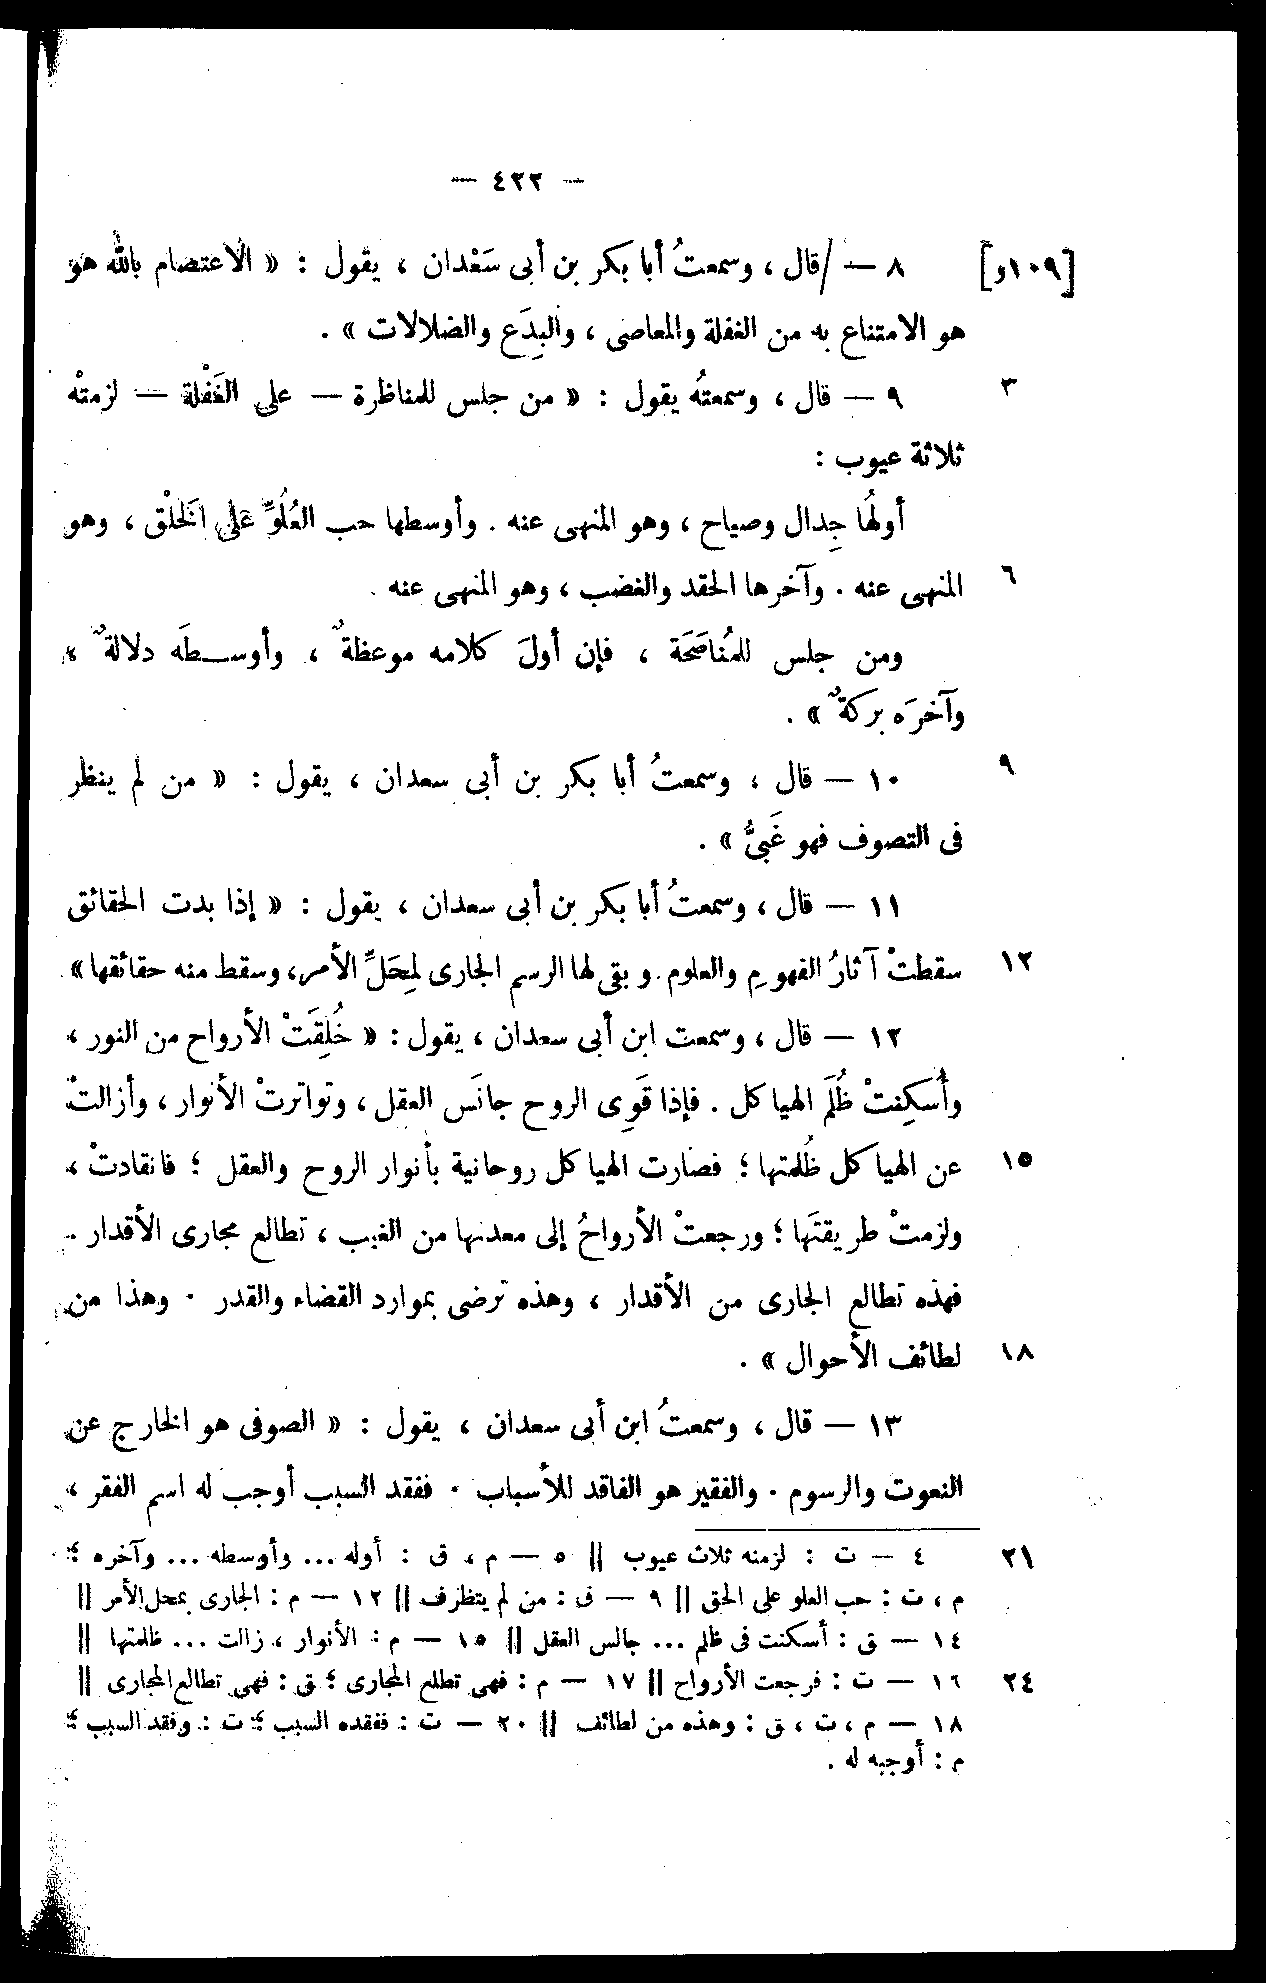 — ٤٢٢ —
[١٠٩و] ٨ — /قال ، وسمعتُ أبا بكر بن أبى سَعْدان ، يقول : « الاعتصام بالله هو
هو الامتناع به من الغفلة والمعاصى ، والبِدَع والضلالات » .
٣ ٩ — قال ، وسمعتُه يقول : « من جلس للمناظرة — على الغَفْلة — لزمتْه
ثلاثة عيوب :
أولُها جِدال وصياح ، وهو المنهى عنه . وأوسطها حب العُلُوِّ على الخَلْق ، وهو
٦ المنهى عنه . وآخرها الحقد والغضب ، وهو المنهى عنه .
ومن جلس للمُناصَحَة ، فإن أولَ كلامه موعظةٌ ، وأوسـطَه دلالةٌ ،
وآخرَه بركةٌ » .
٩ ١٠ — قال ، وسمعتُ أبا بكر بن أبى سعدان ، يقول : « من لم ينظر
فى التصوف فهو غَبِىٌّ » .
١١ — قال ، وسمعتُ أبا بكر بن أبى سعدان ، يقول : « إذا بدت الحقائق
١٢ سقطتْ آثارُ الفهومِ والعلوم . وبقى لها الرسم الجارى لمِحَلِّ الأمر، وسقط منه حقائقها » .
١٢ — قال ، وسمعت ابن أبى سعدان ، يقول : « خُلِقَتْ الأرواح من النور ،
وأُسكِنتْ ظُلَم الهياكل . فإذا قَوِى الروح جانَس العقل ، وتواترتْ الأنوار ، وأزالتْ
١٥ عن الهياكل ظُلمتها ؛ فصارت الهياكل روحانية بأنوار الروح والعقل ؛ فانقادتْ ،
ولزمتْ طريقتَها ؛ ورجعتْ الأرواحُ إلى معدنها من الغيب ، تطالع مجارى الأقدار .
فهذه تطالع الجارى من الأقدار ، وهذه ترضى بموارد القضاء والقدر . وهذا من
١٨ لطائف الأحوال » .
١٣ — قال ، وسمعتُ ابن أبى سعدان ، يقول : « الصوفى هو الخارج عن
النعوت والرسوم . والفقير هو الفاقد للأسباب . ففقد السبب أوجب له اسم الفقر ،
٢١ ٤ — ت : لزمته ثلاث عيوب || ٥ — م ، ق : أوله ... وأوسطه ... وآخره ؛
م ، ت : حب العلو على الحق || ٩ — ق : من لم يتظرف || ١٢ — م : الجارى بمحل الأمر ||
١٤ — ق : أسكنت فى ظلم ... جالس العقل || ١٥ — م : الأنوار ، زالت ... ظلمتها ||
٢٤ ١٦ — ت : فرجعت الأرواح || ١٧ — م : فهى تطلع المجارى ؛ ق : فهى تطالع المجارى ||
١٨ — م ، ت ، ق : وهذه من لطائف || ٢٠ — ت : ففقده السبب ؛ ت : وفقد السبب ؛
م : أوجبه له .